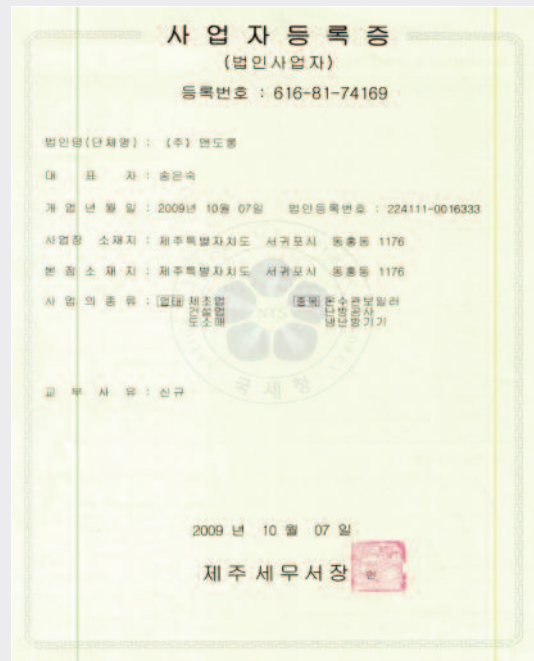 사업자등록증
(법인사업자)
등록번호 : 616-81-74169
법인명(단체명) : (주) 맨도롱
대 표 자 : 송은숙
개 업 년 월 일 : 2009년 10월 07일 법인등록번호 : 224111-0016333
사업장 소재지 : 제주특별자치도 서귀포시 동홍동 1176
본 점 소 재 지 : 제주특별자치도 서귀포시 동홍동 1176
사 업 의 종 류 : 업태 제조업 종목 온수관보일러
건설업 난방공사
도소매 냉난방기기
교 부 사 유 : 신규
NTS
국세청
2009 년 10 월 07 일
제주세무서장